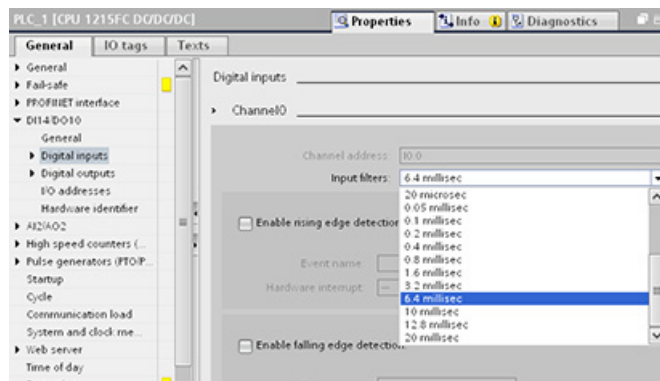 PLC_1 [CPU 1215FC DC/DC/DC]
Properties
Info
Diagnostics
General
IO tags
Texts
General
Fail-safe
PROFINET interface
DI14/DO10
General
Digital inputs
Digital outputs
I/O addresses
Hardware identifier
AI2/AO2
High speed counters (...
Pulse generators (PTO/P...
Startup
Cycle
Communication load
System and clock me...
Web server
Time of day
Digital inputs
Channel0
Channel address: I0.0
Input filters: 6.4 millisec
20 microsec
0.05 millisec
0.1 millisec
0.2 millisec
0.4 millisec
0.8 millisec
1.6 millisec
3.2 millisec
6.4 millisec
10 millisec
12.8 millisec
20 millisec
Enable rising edge detection
Event name:
Hardware interrupt: ---
Enable falling edge detection